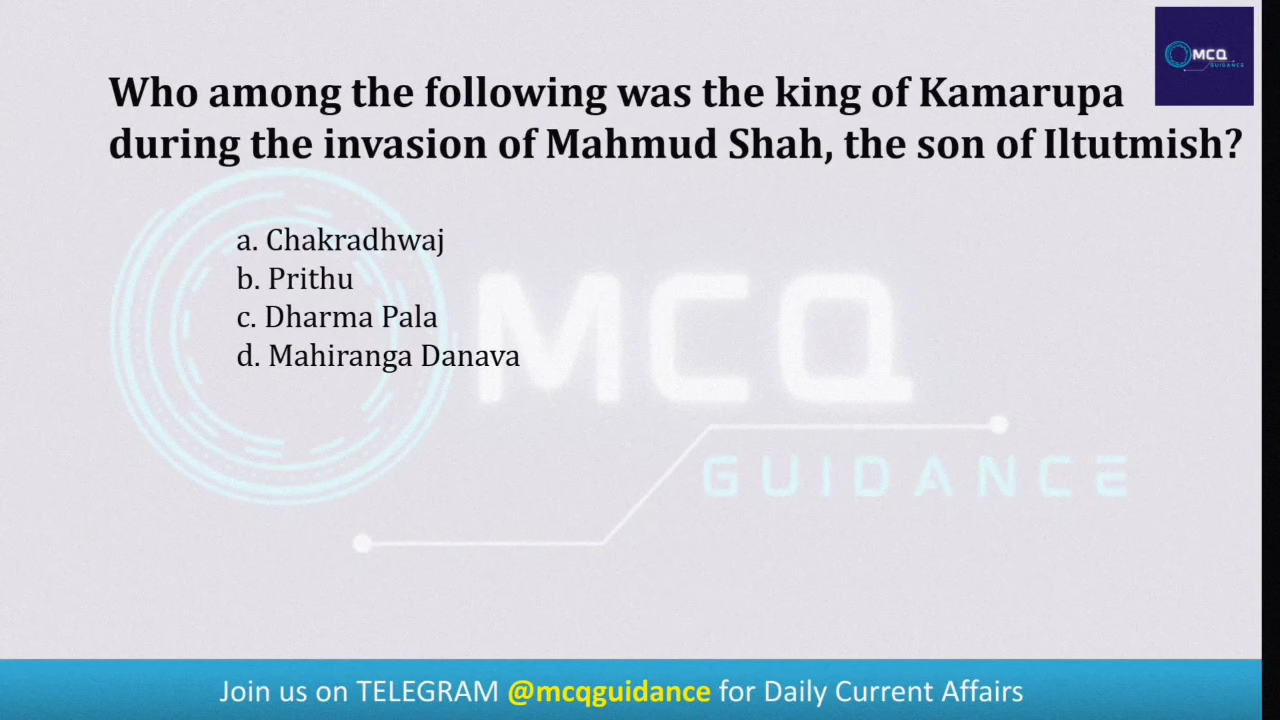 MCQ
GUIDANCE
Who among the following was the king of Kamarupa
during the invasion of Mahmud Shah, the son of Iltutmish?
a. Chakradhwaj
b. Prithu
c. Dharma Pala
d. Mahiranga Danava
MCQ
GUIDANCE
Join us on TELEGRAM @mcqguidance for Daily Current Affairs